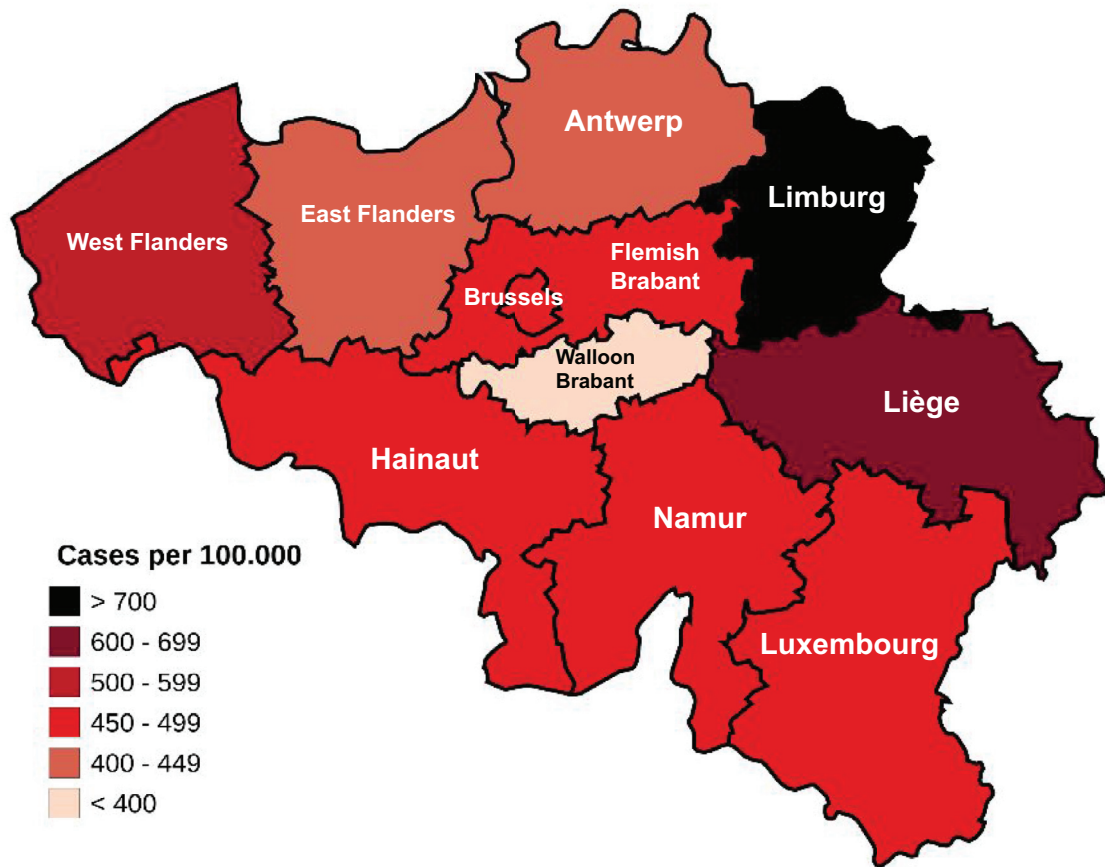 Antwerp
Limburg
East Flanders
West Flanders
Flemish
Brabant
Brussels
Walloon
Brabant
Liège
Hainaut
Namur
Luxembourg
Cases per 100.000
> 700
600 - 699
500 - 599
450 - 499
400 - 449
< 400